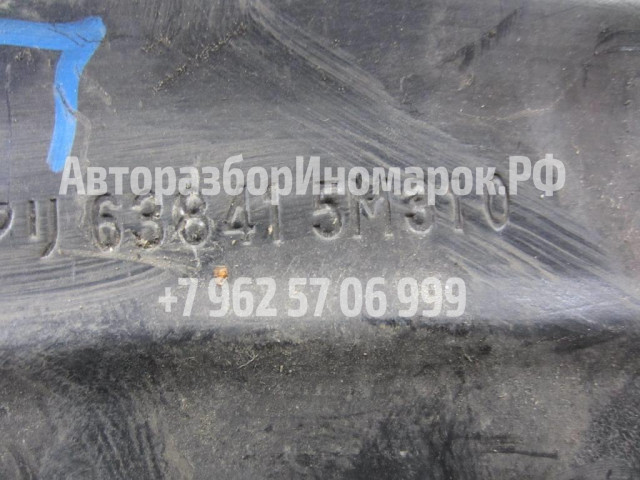 П
АвторазборИномарок.РФ
63841 5M310
+7 962 57 06 999